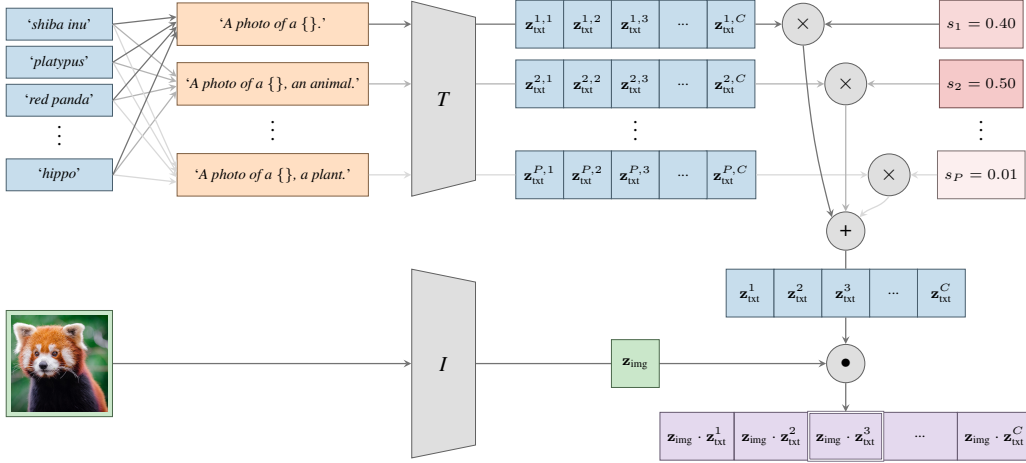 ‘shiba inu’
‘platypus’
‘red panda’
⋮
‘hippo’
‘A photo of a {}.’
‘A photo of a {}, an animal.’
⋮
‘A photo of a {}, a plant.’
T
z_txt^{1,1} z_txt^{1,2} z_txt^{1,3} ... z_txt^{1,C}
z_txt^{2,1} z_txt^{2,2} z_txt^{2,3} ... z_txt^{2,C}
⋮
z_txt^{P,1} z_txt^{P,2} z_txt^{P,3} ... z_txt^{P,C}
×
×
×
s_1 = 0.40
s_2 = 0.50
⋮
s_P = 0.01
+
z_txt^1 z_txt^2 z_txt^3 ... z_txt^C
I
z_img
•
z_img · z_txt^1 z_img · z_txt^2 z_img · z_txt^3 ... z_img · z_txt^C